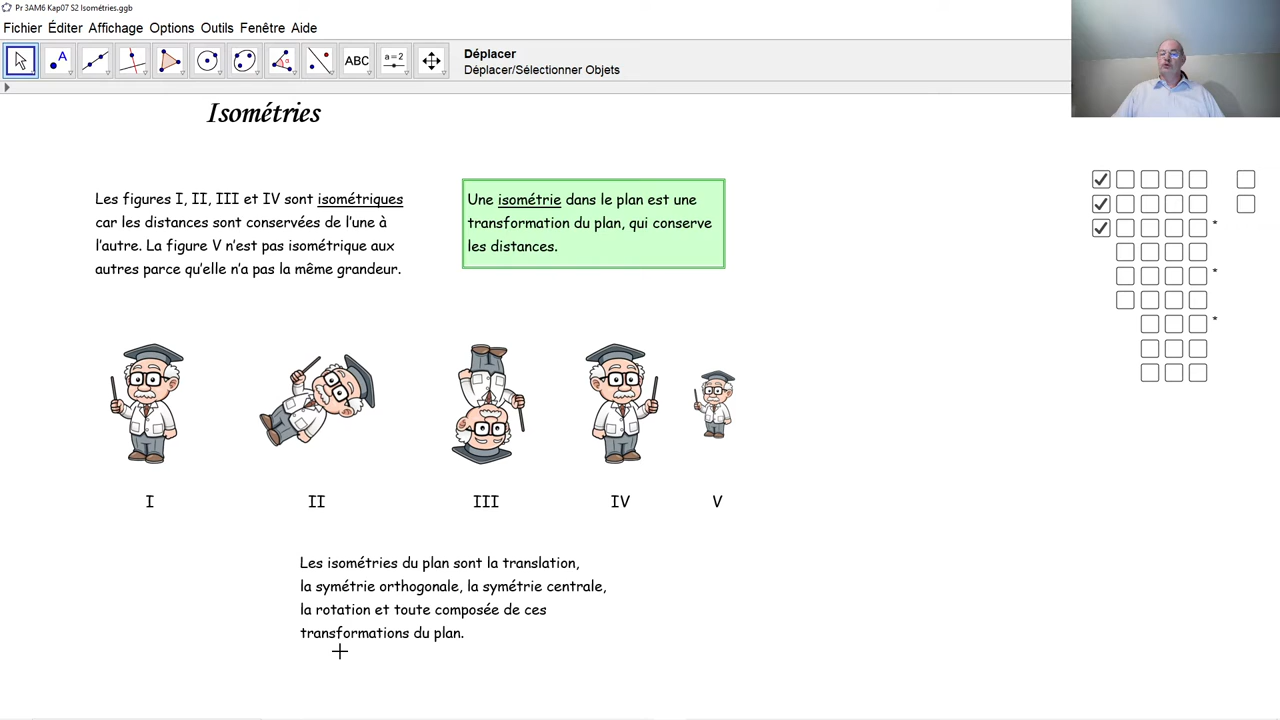 Pr 3AM6 Kap07 S2 Isométries.ggb
Fichier Éditer Affichage Options Outils Fenêtre Aide
A
α
ABC
a=2
Déplacer
Déplacer/Sélectionner Objets
Isométries
Les figures I, II, III et IV sont isométriques
car les distances sont conservées de l'une à
l'autre. La figure V n'est pas isométrique aux
autres parce qu'elle n'a pas la même grandeur.
Une isométrie dans le plan est une
transformation du plan, qui conserve
les distances.
*
*
*
I II III IV V
Les isométries du plan sont la translation,
la symétrie orthogonale, la symétrie centrale,
la rotation et toute composée de ces
transformations du plan.